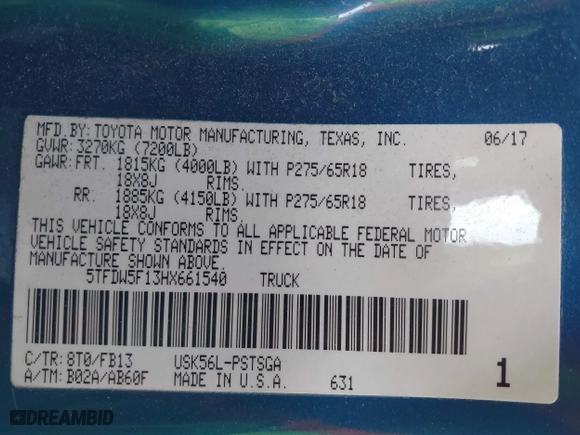 MFD.BY: TOYOTA MOTOR MANUFACTURING, TEXAS, INC. 06/17
GVWR: 3270KG (7200LB)
GAWR: FRT. 1815KG (4000LB) WITH P275/65R18 TIRES,
18X8J RIMS.
RR. 1885KG (4150LB) WITH P275/65R18 TIRES,
18X8J RIMS.
THIS VEHICLE CONFORMS TO ALL APPLICABLE FEDERAL MOTOR
VEHICLE SAFETY STANDARDS IN EFFECT ON THE DATE OF
MANUFACTURE SHOWN ABOVE.
5TFDW5F13HX661540 TRUCK
C/TR: 8T0/FB13 USK56L-PSTSGA
A/TM: B02A/AB60F MADE IN U.S.A. 631 1
DREAMBID